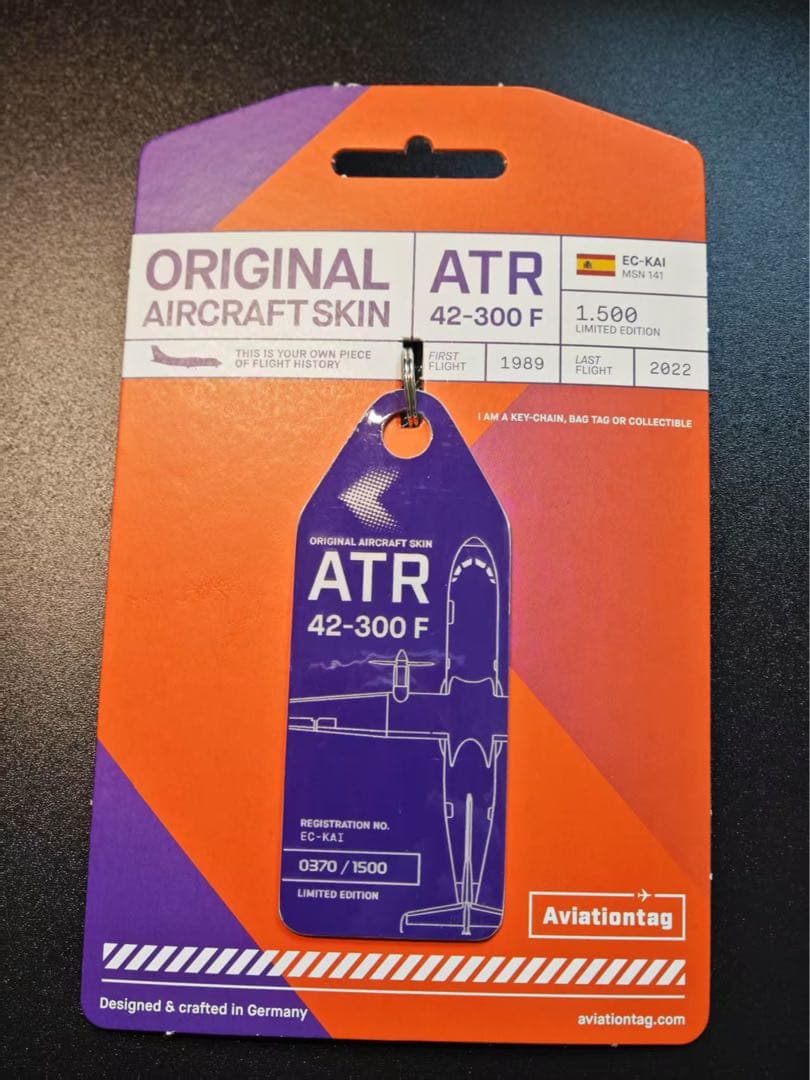 ORIGINAL
AIRCRAFT SKIN
ATR
42-300 F
EC-KAI
MSN 141
1.500
LIMITED EDITION
THIS IS YOUR OWN PIECE
OF FLIGHT HISTORY
FIRST
FLIGHT
1989
LAST
FLIGHT
2022
I AM A KEY-CHAIN, BAG TAG OR COLLECTIBLE
ORIGINAL AIRCRAFT SKIN
ATR
42-300 F
REGISTRATION NO.
EC-KAI
0370 / 1500
LIMITED EDITION
Aviationtag
Designed & crafted in Germany
aviationtag.com